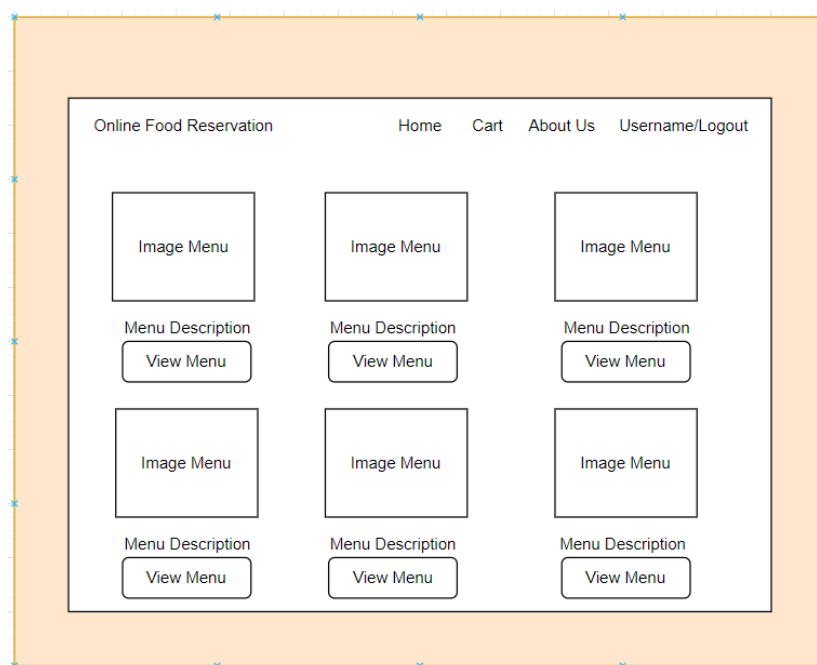 Online Food Reservation Home Cart About Us Username/Logout
Image Menu Image Menu Image Menu
Menu Description Menu Description Menu Description
View Menu View Menu View Menu
Image Menu Image Menu Image Menu
Menu Description Menu Description Menu Description
View Menu View Menu View Menu